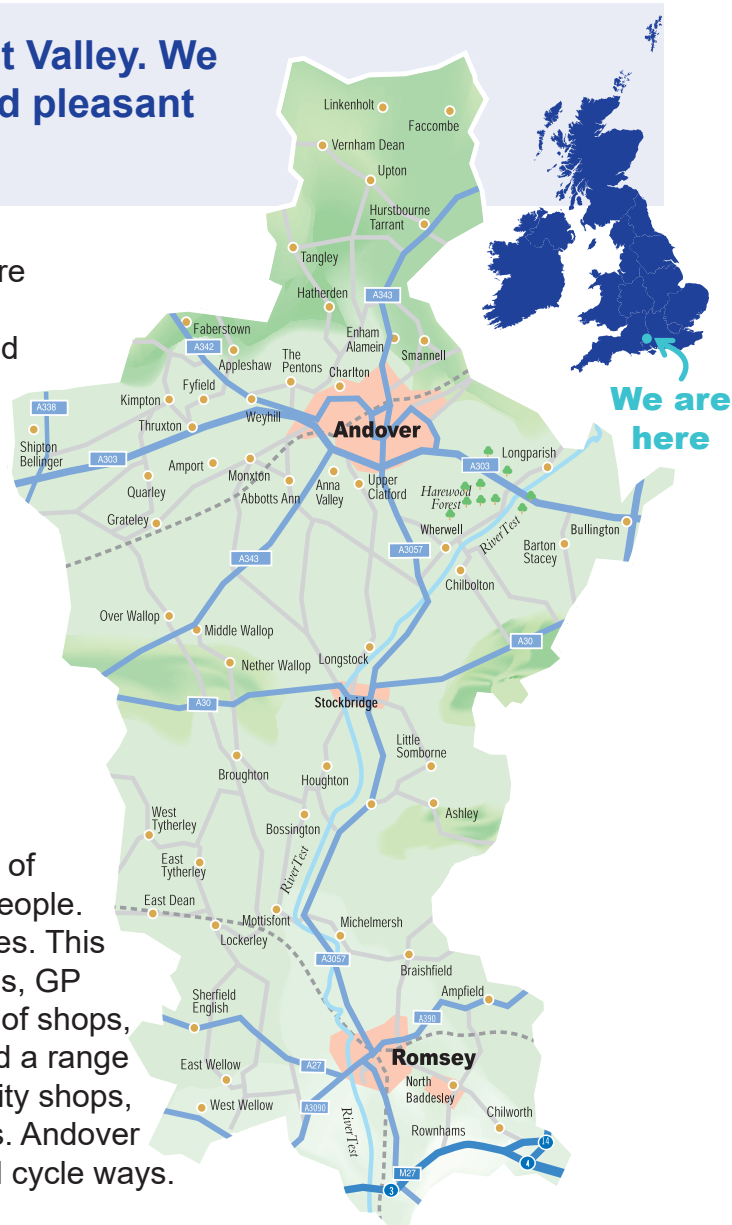 t Valley. We
d pleasant
re
d
of
eople.
es. This
s, GP
of shops,
d a range
ity shops,
s. Andover
l cycle ways.
We are
here
Linkenholt
Faccombe
Vernham Dean
Upton
Hurstbourne
Tarrant
Tangley
Hatherden
A343
Faberstown
A342
Enham
Alamein
Smannell
Appleshaw
The
Pentons
Charlton
Kimpton
Fyfield
A338
Weyhill
Andover
Thruxton
Shipton
Bellinger
A303
Amport
Monxton
Quarley
Abbotts Ann
Anna
Valley
Upper
Clatford
A303
Longparish
Harewood
Forest
Grateley
Wherwell
River Test
Bullington
Barton
Stacey
A343
A3057
Chilbolton
Over Wallop
Middle Wallop
A30
Nether Wallop
Longstock
A30
Stockbridge
Little
Somborne
Broughton
Houghton
Ashley
West
Tytherley
Bossington
East
Tytherley
River Test
East Dean
Mottisfont
Michelmersh
Lockerley
A3057
Braishfield
Sherfield
English
Ampfield
A390
Romsey
East Wellow
A27
North
Baddesley
West Wellow
A3090
River Test
Chilworth
Rownhams
14
4
M27
3